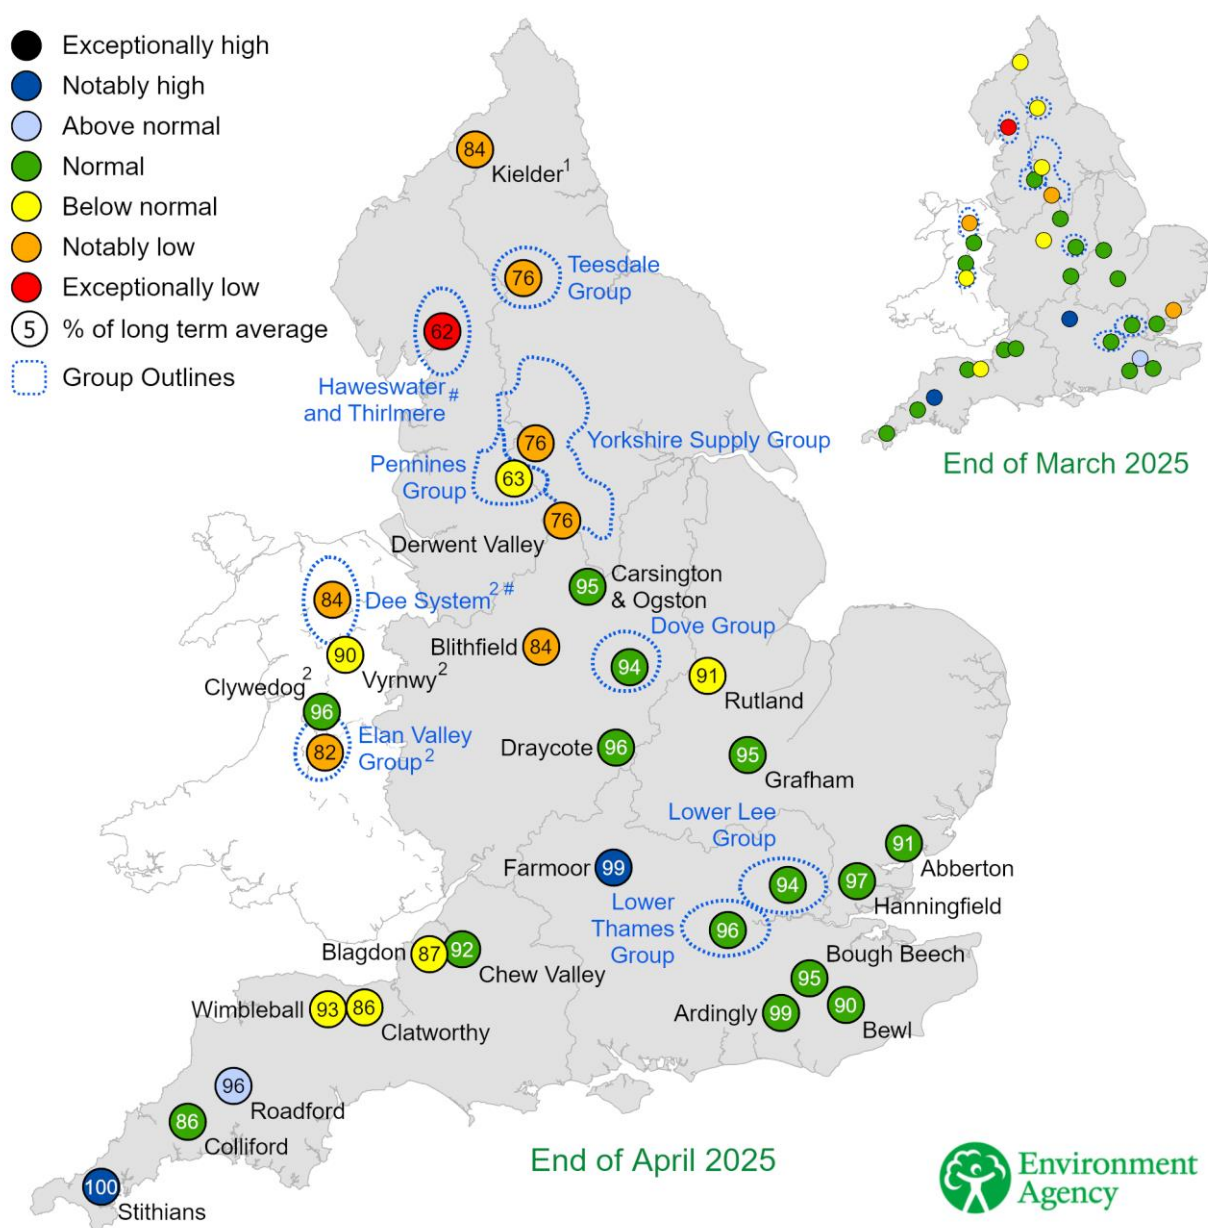 Exceptionally high
Notably high
Above normal
Normal
Below normal
Notably low
Exceptionally low
5 % of long term average
Group Outlines
84
Kielder1
76
Teesdale
Group
62
Haweswater
and Thirlmere#
76
Yorkshire Supply Group
Pennines
Group
63
76
Derwent Valley
End of March 2025
95
Carsington
& Ogston
84
Dee System2 #
Blithfield
84
Dove Group
94
90
Vyrnwy2
91
Rutland
Clywedog2
96
82
Elan Valley
Group2
Draycote
96
95
Grafham
Lower Lee
Group
94
91
Abberton
97
Hanningfield
Farmoor
99
Lower
Thames
Group
96
Blagdon
87
92
Chew Valley
Bough Beech
95
Ardingly
99
90
Bewl
Wimbleball
93
86
Clatworthy
96
Roadford
86
Colliford
100
Stithians
End of April 2025
Environment
Agency